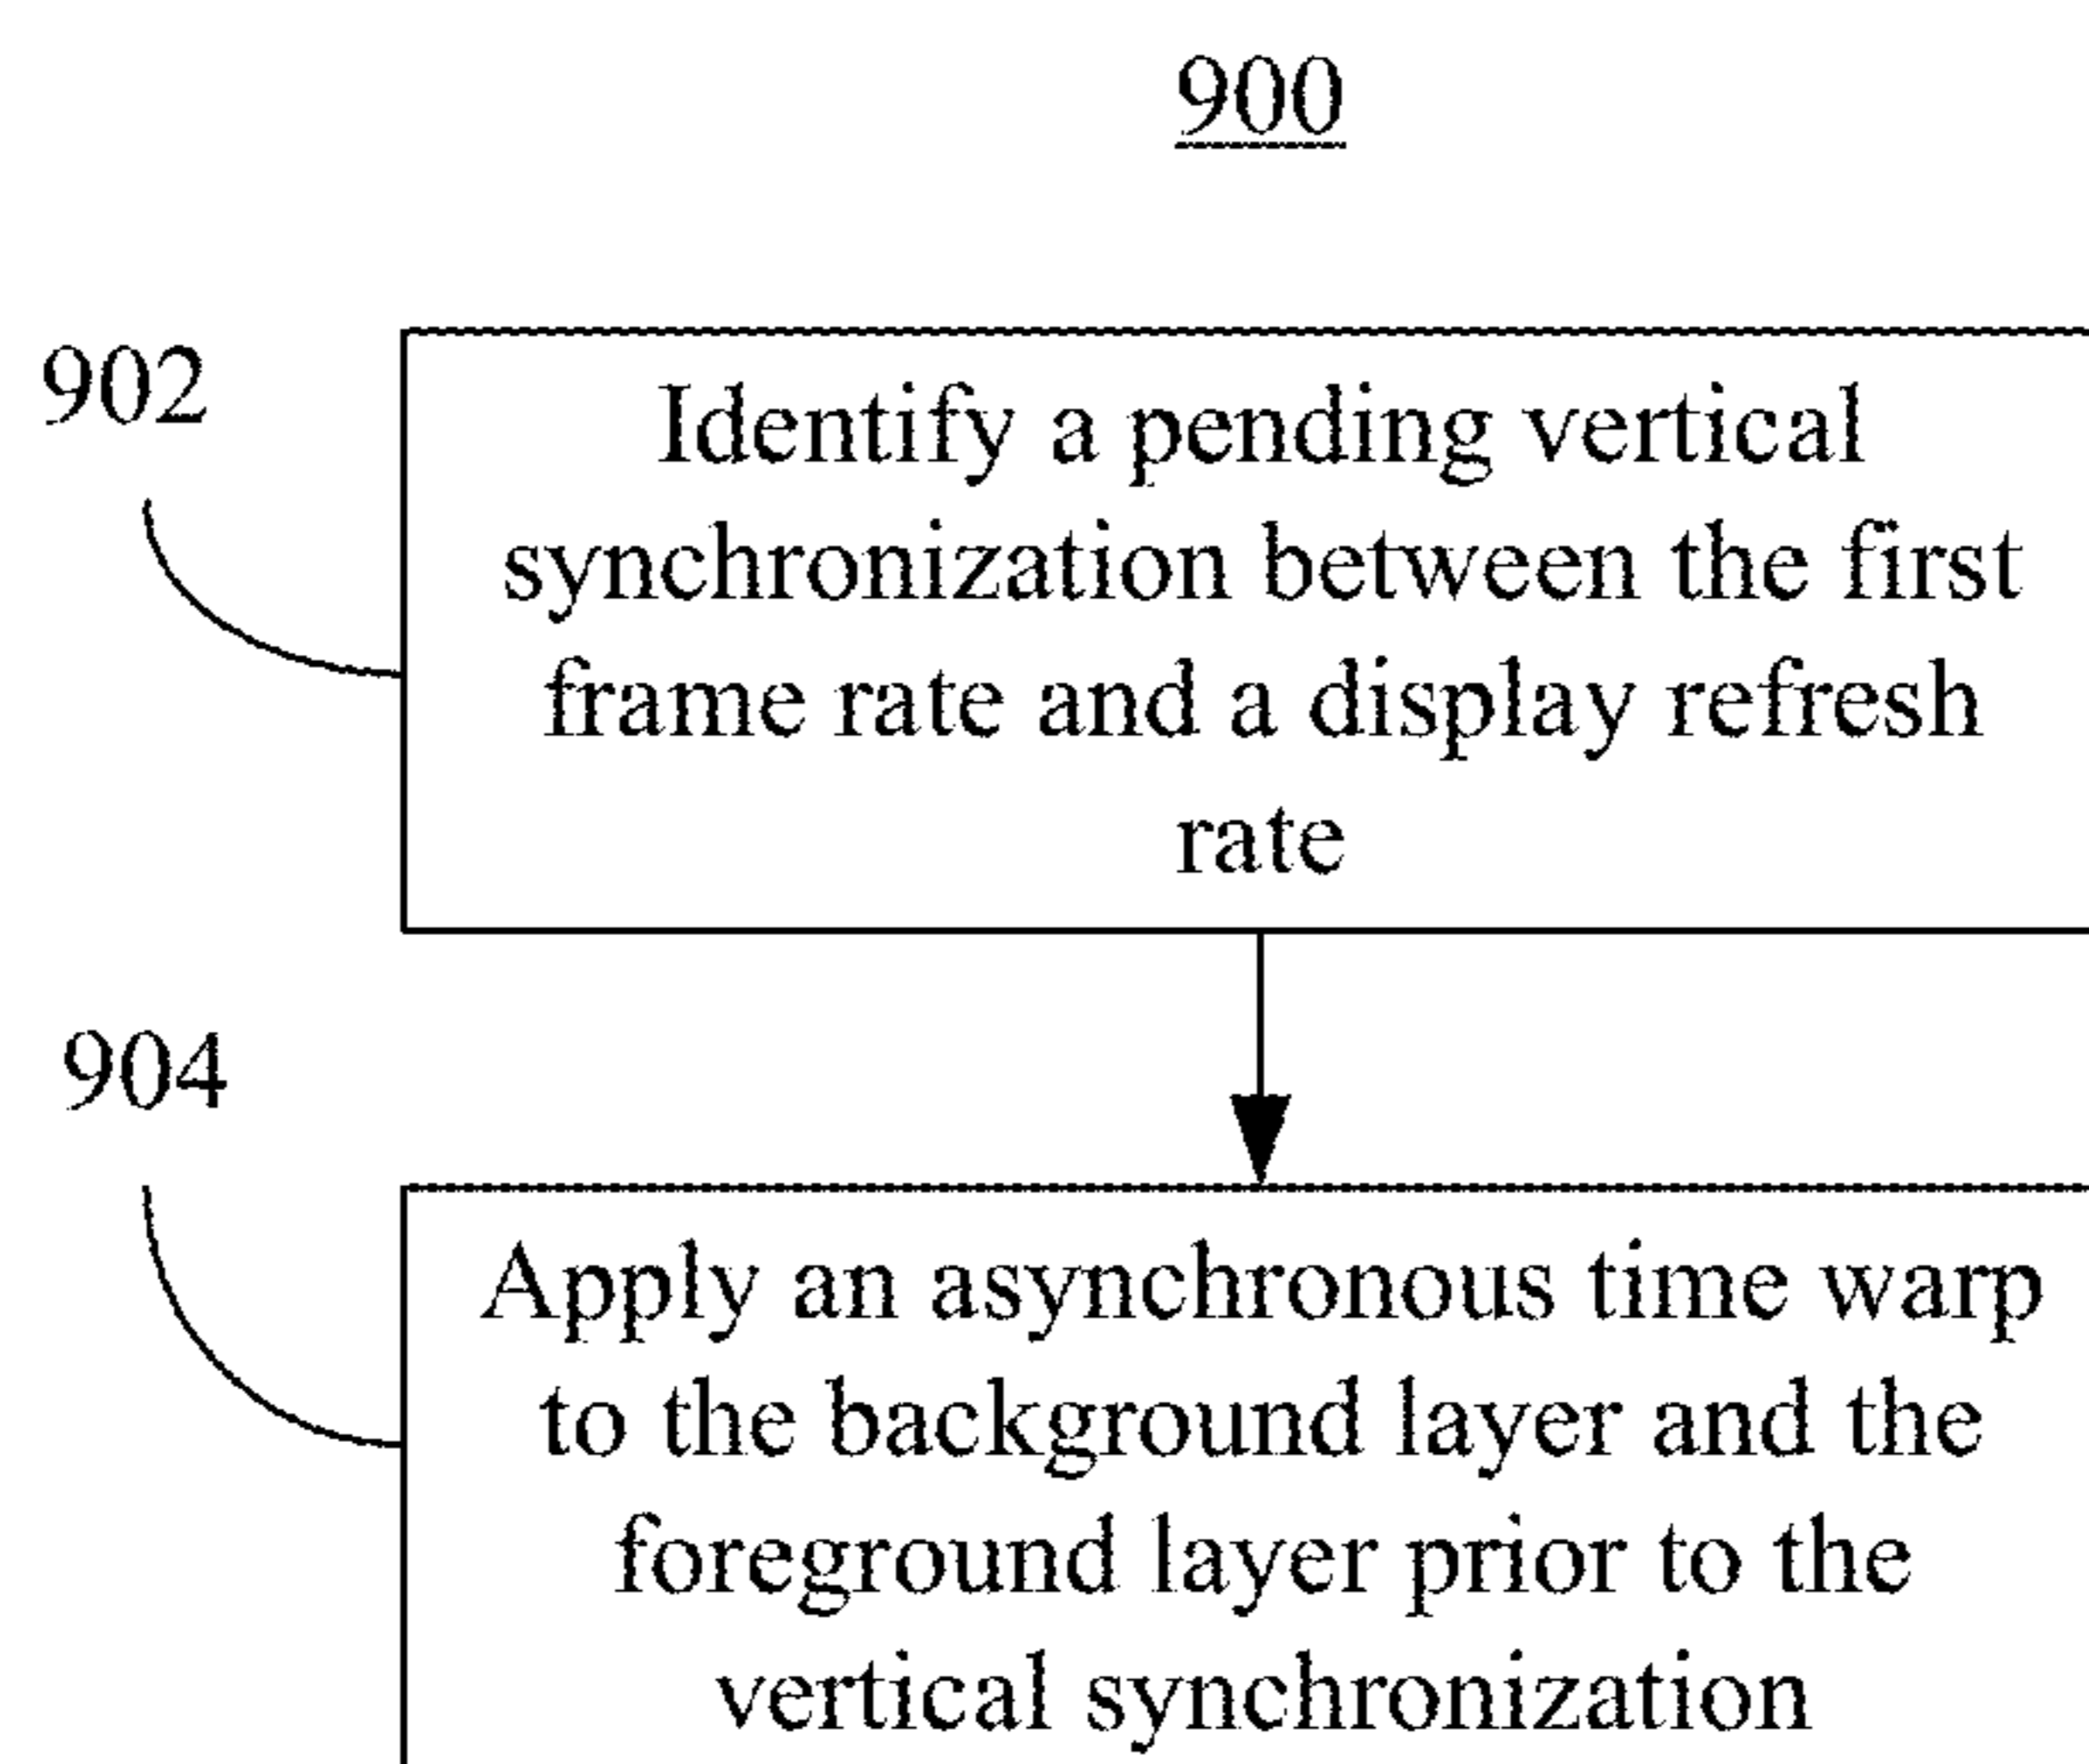 900
902
Identify a pending vertical
synchronization between the first
frame rate and a display refresh
rate
904
Apply an asynchronous time warp
to the background layer and the
foreground layer prior to the
vertical synchronization